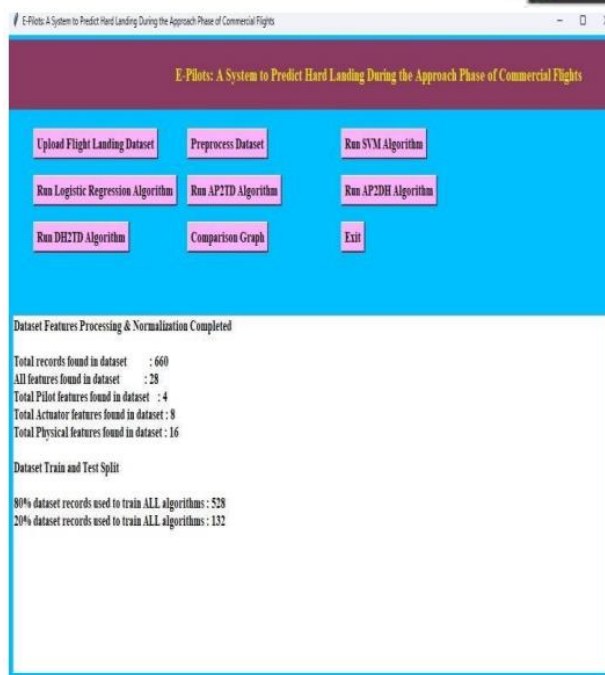 E-Pilots: A System to Predict Hard Landing During the Approach Phase of Commercial Flights
E-Pilots: A System to Predict Hard Landing During the Approach Phase of Commercial Flights
Upload Flight Landing Dataset
Preprocess Dataset
Run SVM Algorithm
Run Logistic Regression Algorithm
Run AP2TD Algorithm
Run AP2DH Algorithm
Run DH2TD Algorithm
Comparison Graph
Exit
Dataset Features Processing & Normalization Completed
Total records found in dataset : 660
All features found in dataset : 28
Total Pilot features found in dataset : 4
Total Actuator features found in dataset : 8
Total Physical features found in dataset : 16
Dataset Train and Test Split
80% dataset records used to train ALL algorithms : 528
20% dataset records used to train ALL algorithms : 132